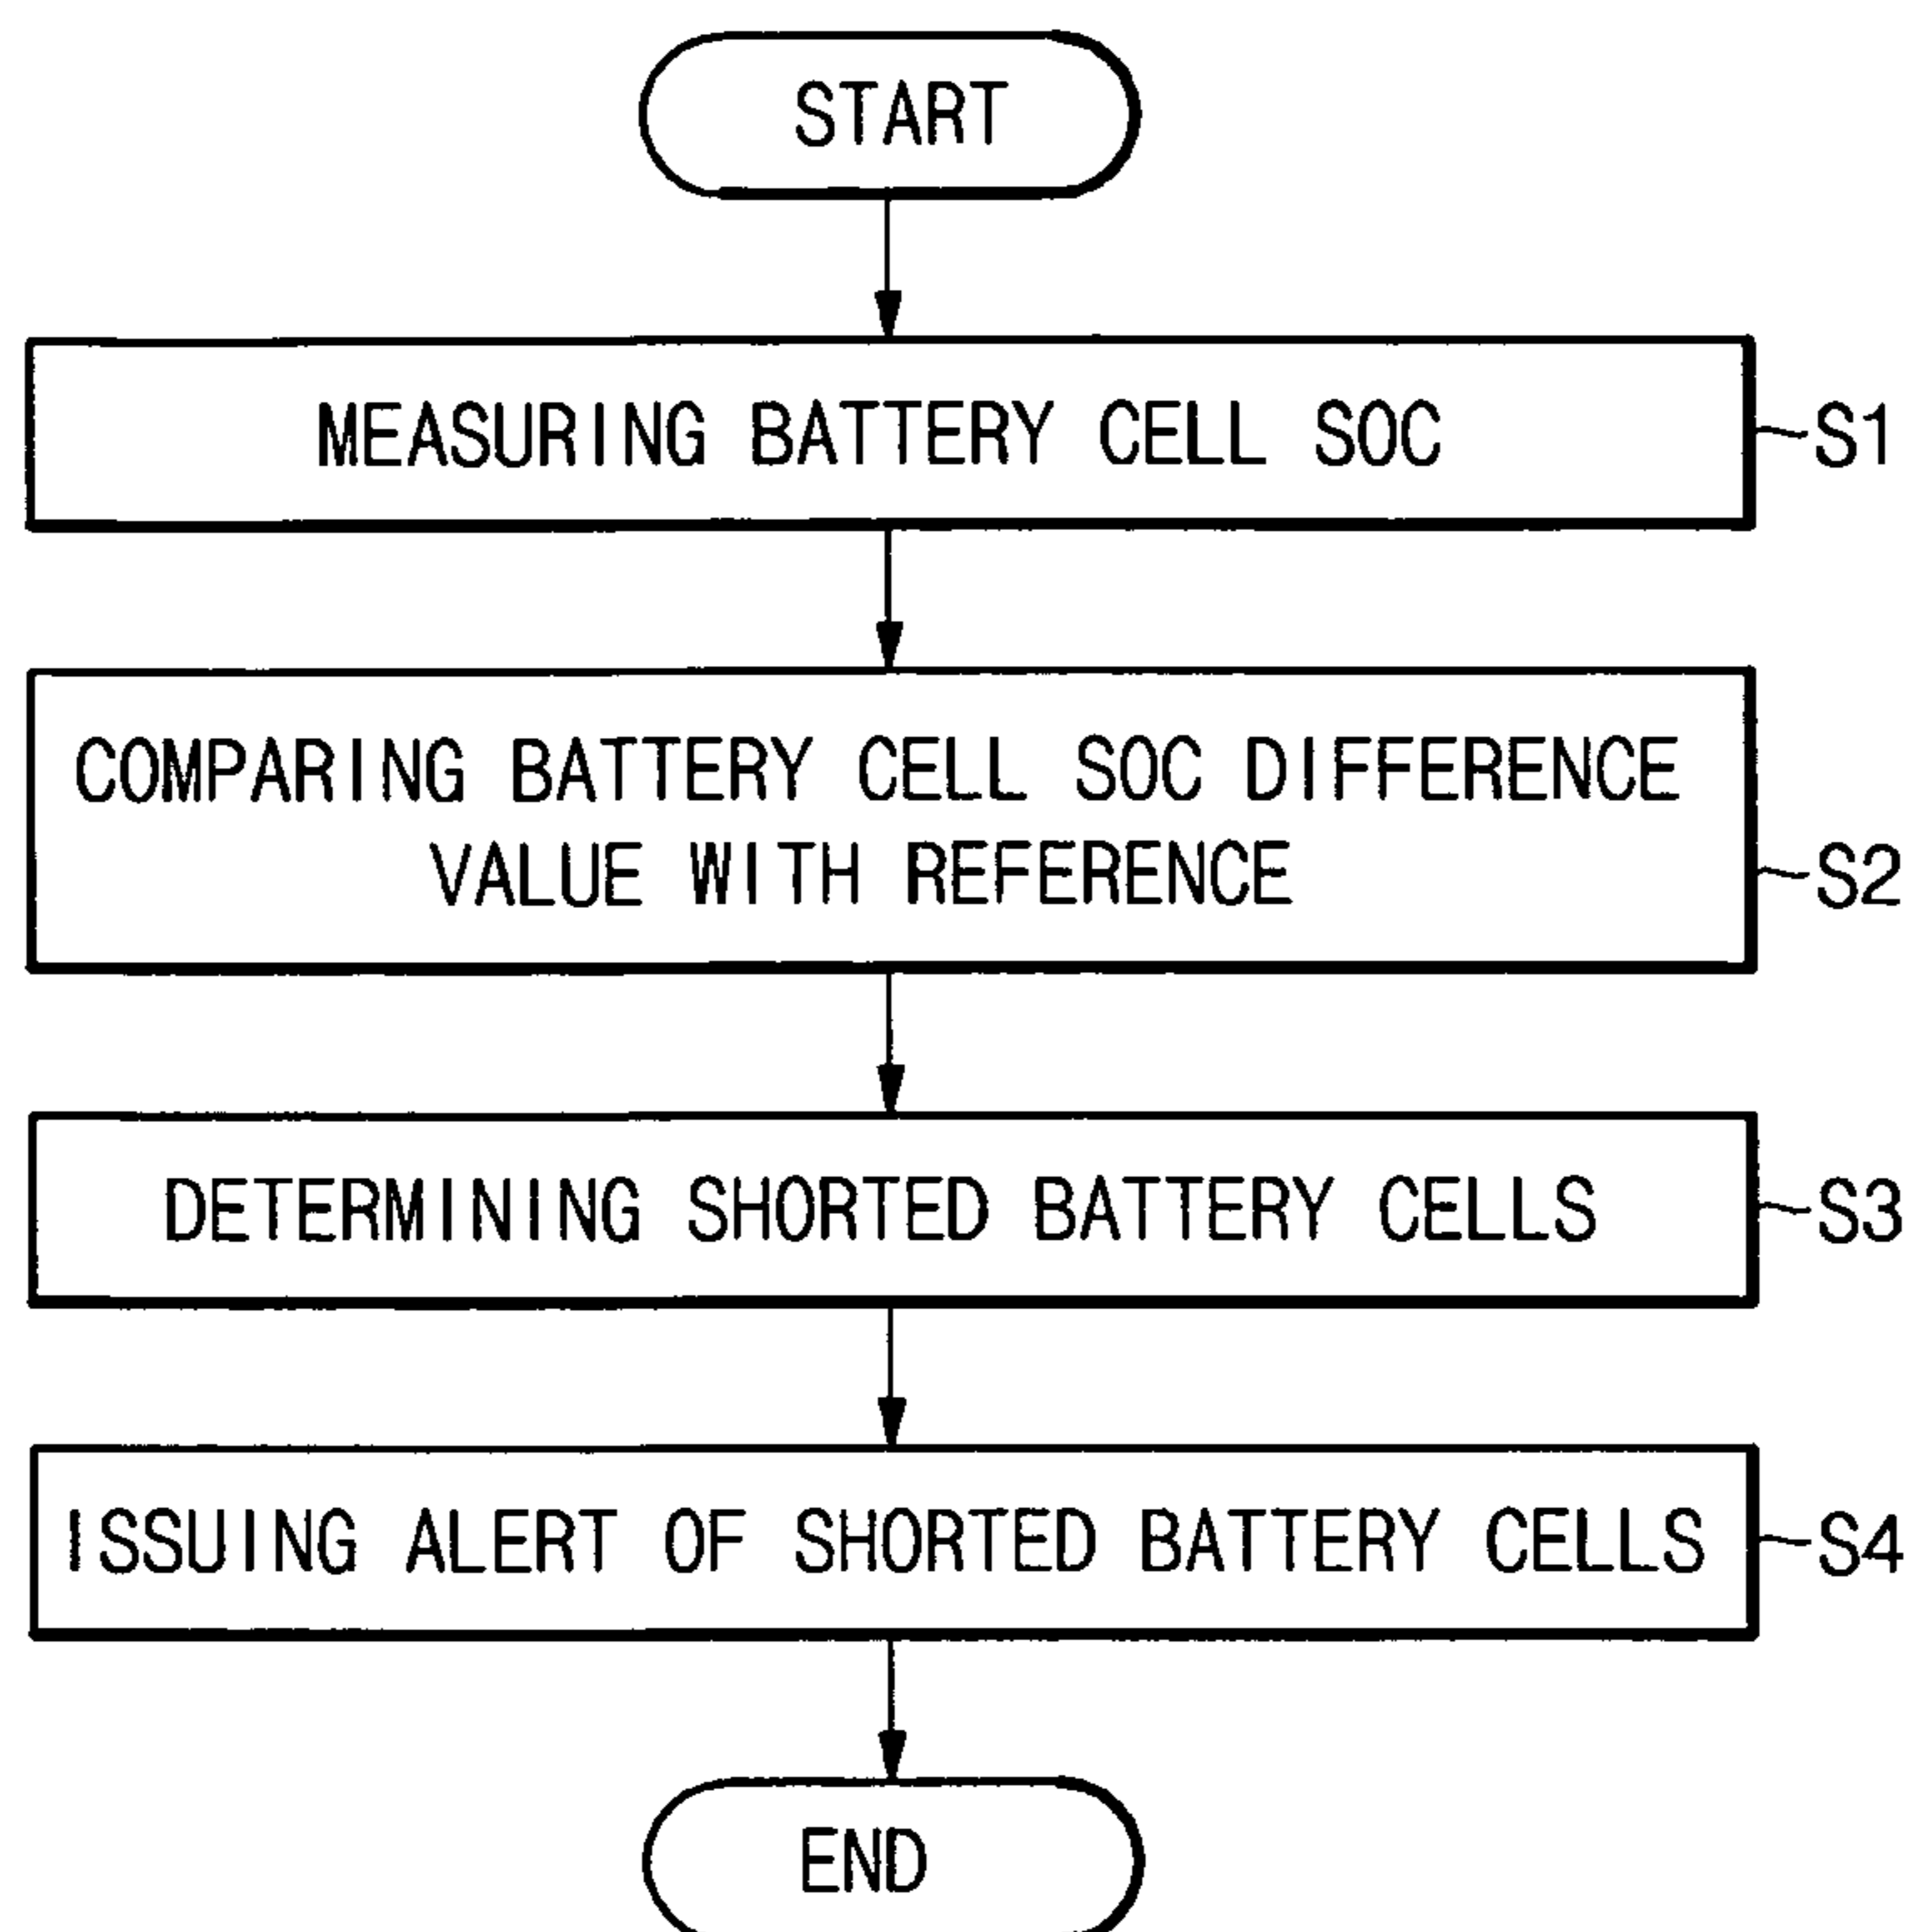 START
MEASURING BATTERY CELL SOC
S1
COMPARING BATTERY CELL SOC DIFFERENCE
VALUE WITH REFERENCE
S2
DETERMINING SHORTED BATTERY CELLS
S3
ISSUING ALERT OF SHORTED BATTERY CELLS
S4
END